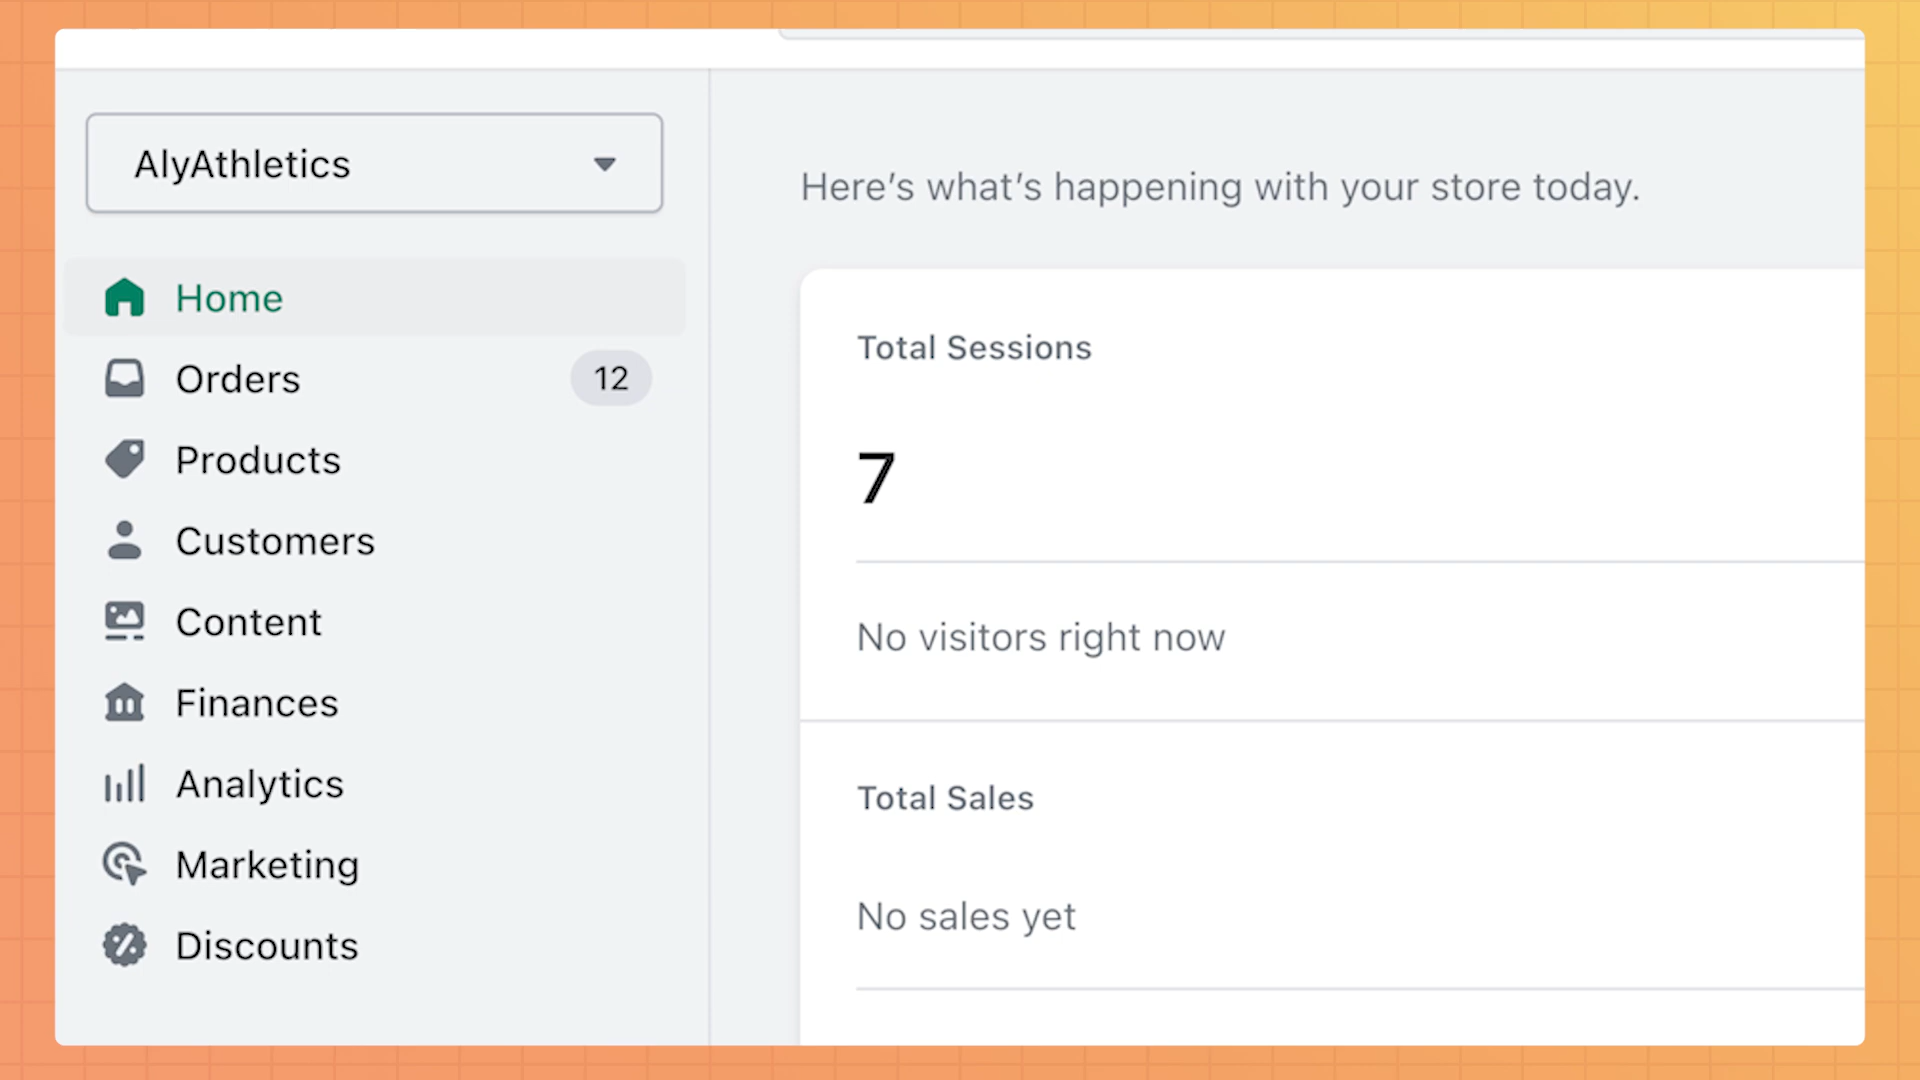 AlyAthletics
Home
Orders
12
Products
Customers
Content
Finances
Analytics
Marketing
Discounts
Here’s what’s happening with your store today.
Total Sessions
7
No visitors right now
Total Sales
No sales yet